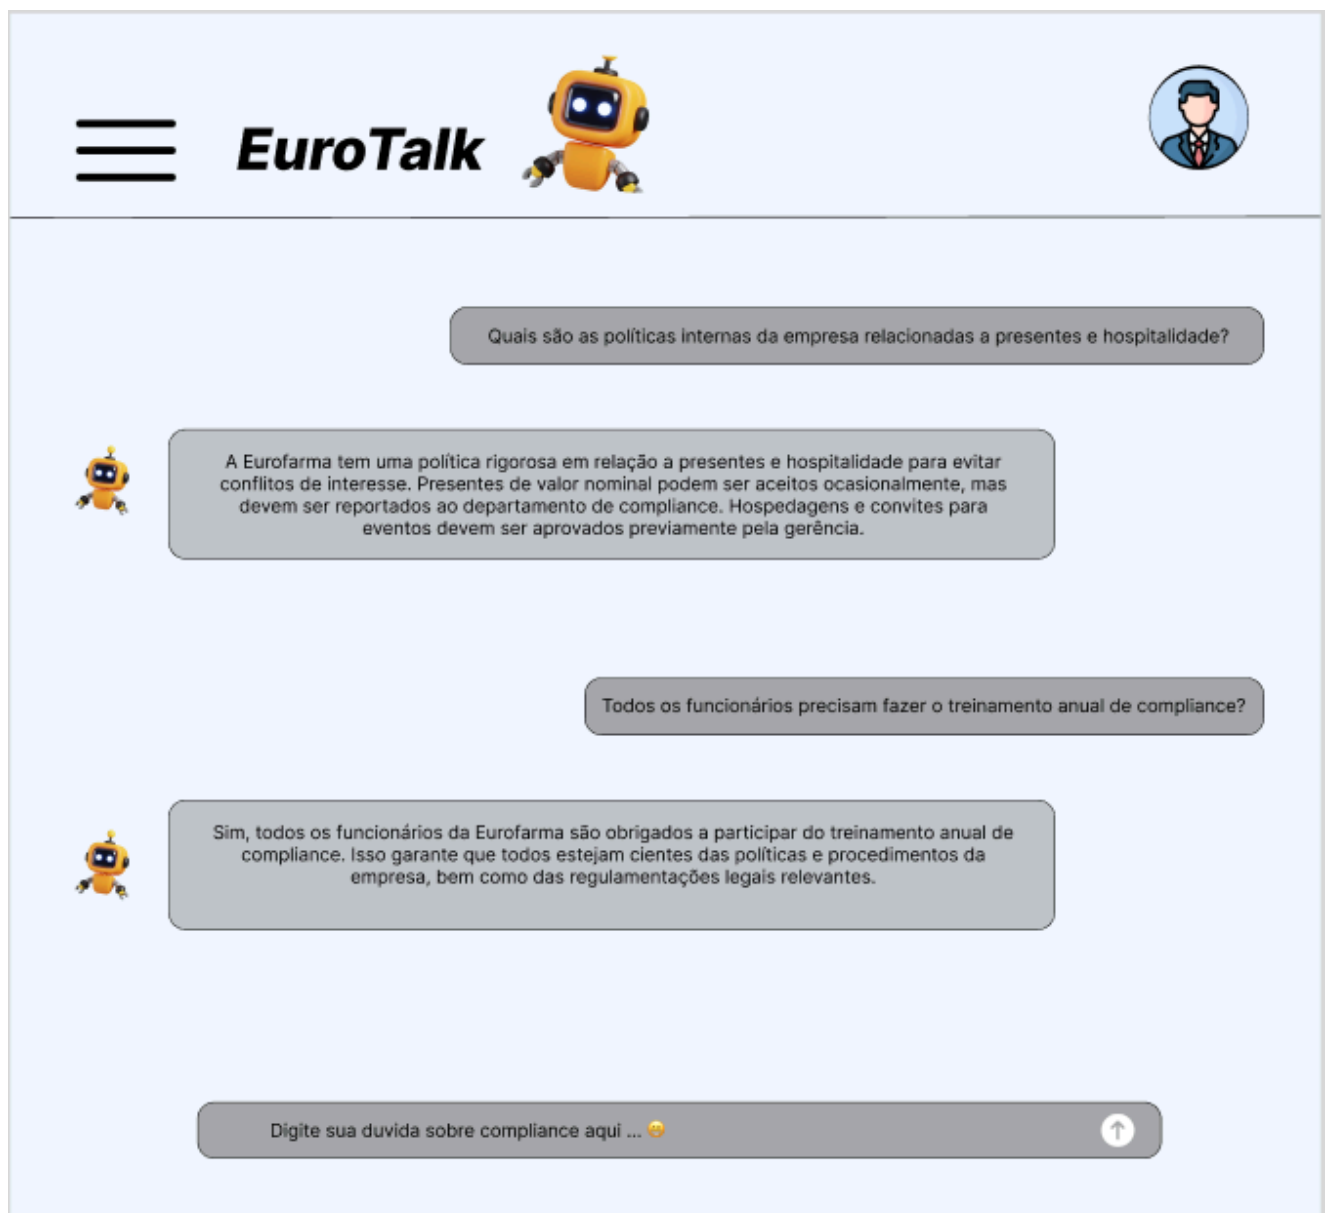 EuroTalk
Quais são as políticas internas da empresa relacionadas a presentes e hospitalidade?
A Eurofarma tem uma política rigorosa em relação a presentes e hospitalidade para evitar
conflitos de interesse. Presentes de valor nominal podem ser aceitos ocasionalmente, mas
devem ser reportados ao departamento de compliance. Hospedagens e convites para
eventos devem ser aprovados previamente pela gerência.
Todos os funcionários precisam fazer o treinamento anual de compliance?
Sim, todos os funcionários da Eurofarma são obrigados a participar do treinamento anual de
compliance. Isso garante que todos estejam cientes das políticas e procedimentos da
empresa, bem como das regulamentações legais relevantes.
Digite sua duvida sobre compliance aqui ... 😁